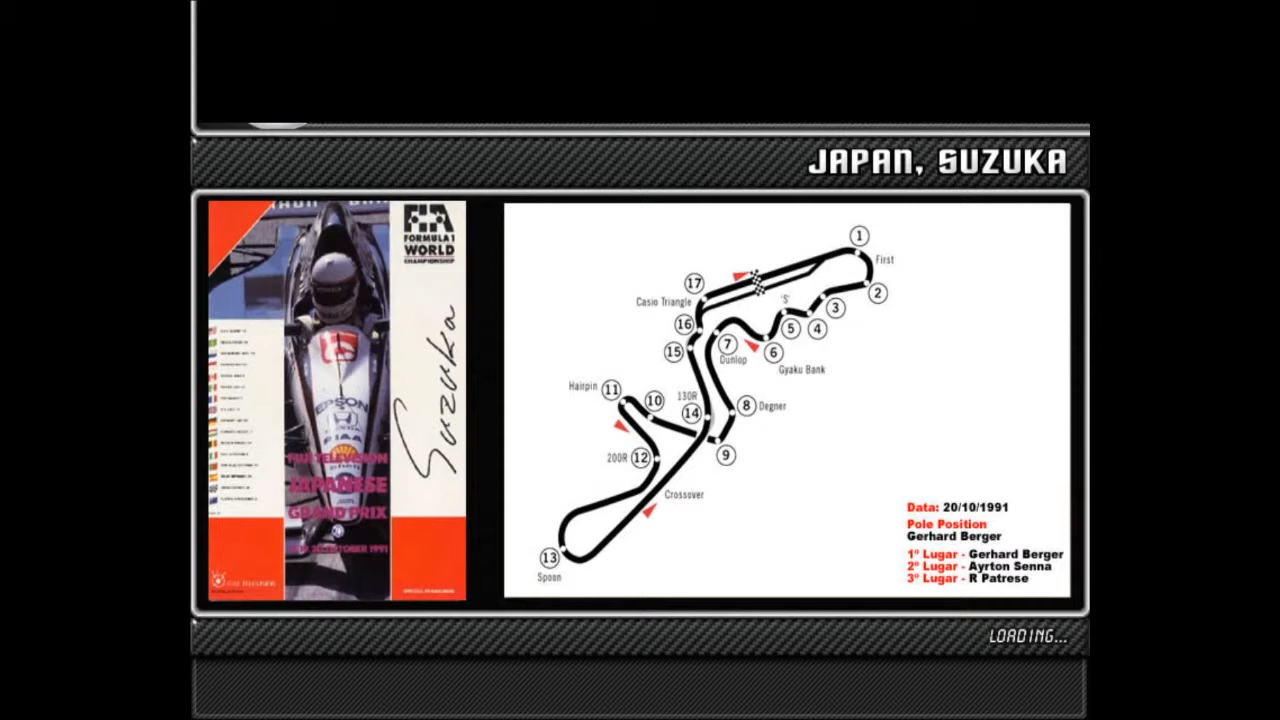 JAPAN, SUZUKA
FIA
FORMULA 1
WORLD
CHAMPIONSHIP
Suzuka
EPSON
HONDA
FUJI TELEVISION
JAPANESE
GRAND PRIX
1
First
2
3
'S'
4
5
6
Gyaku Bank
7
Dunlop
8
Degner
9
10
Hairpin
11
200R
12
13
Spoon
Crossover
130R
14
15
16
Casio Triangle
17
Data: 20/10/1991
Pole Position
Gerhard Berger
1º Lugar - Gerhard Berger
2º Lugar - Ayrton Senna
3º Lugar - R Patrese
LOADING...